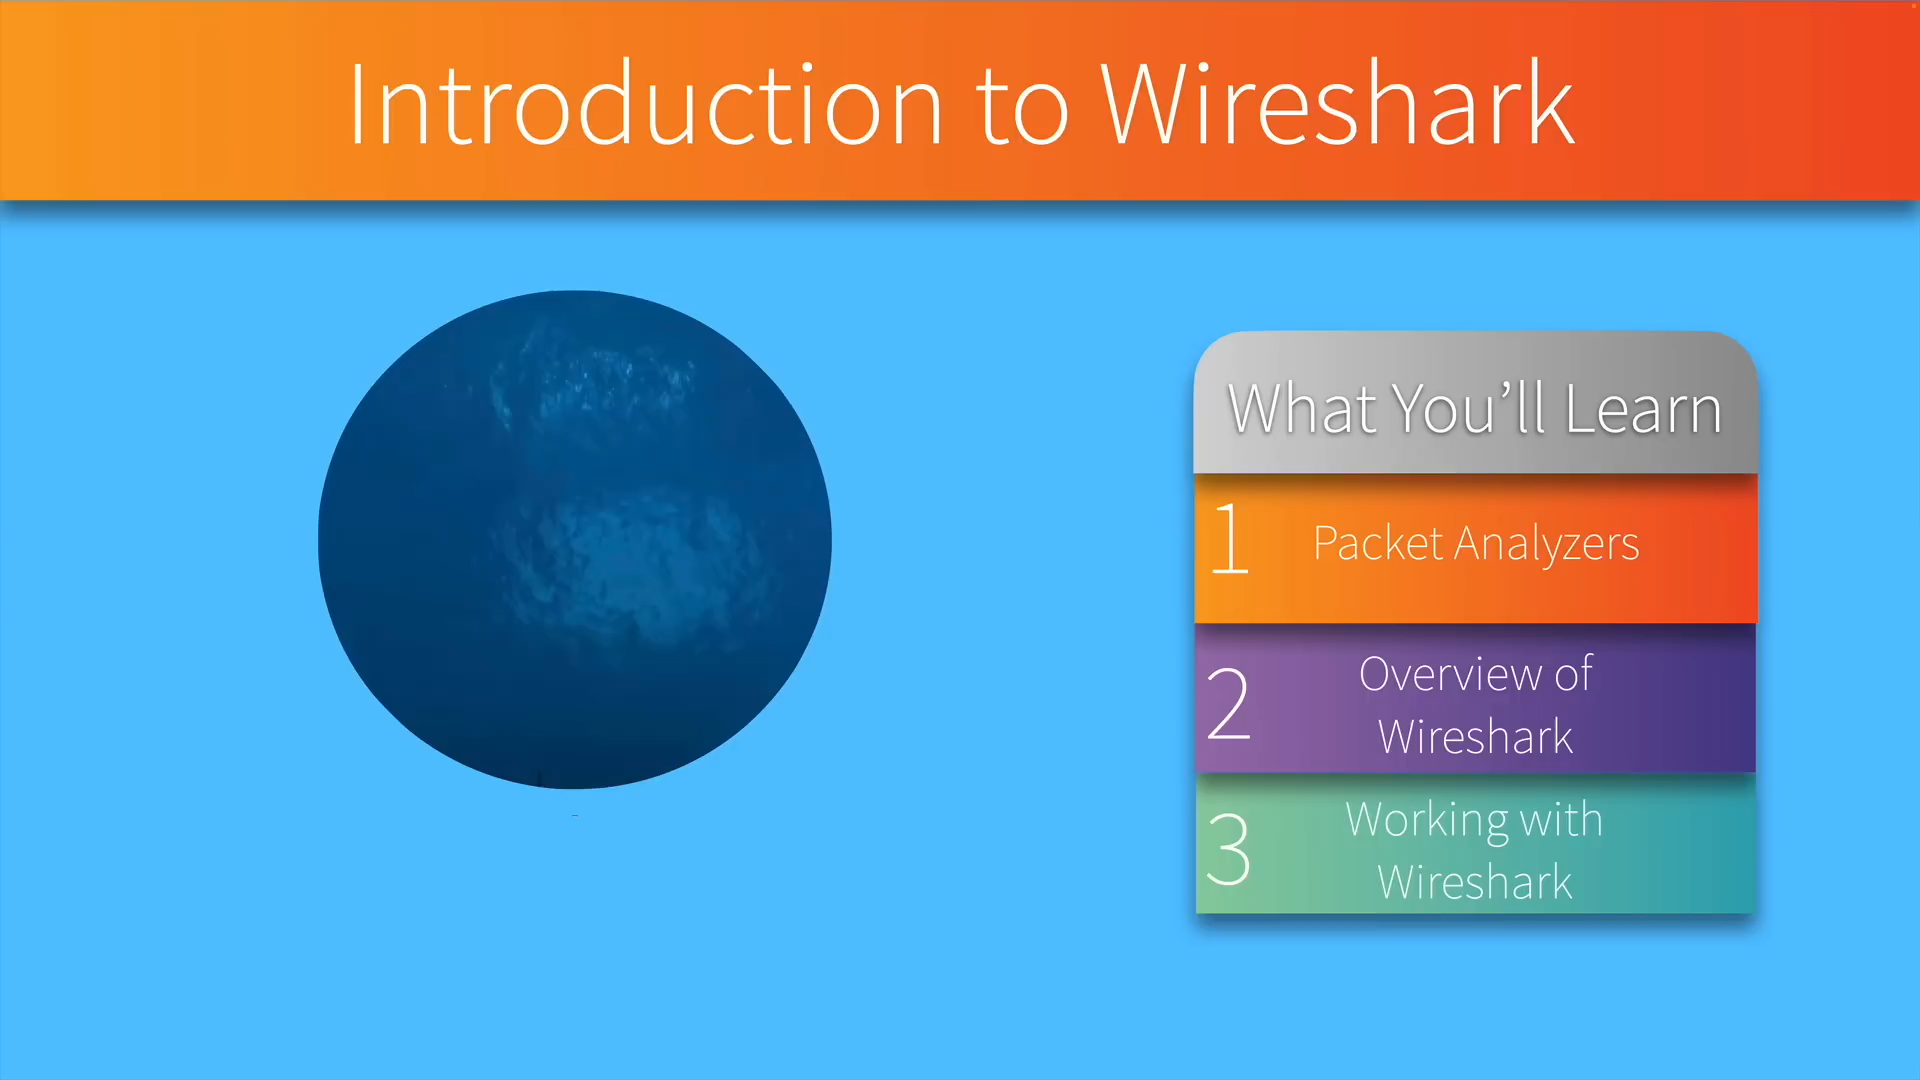 Introduction to Wireshark
What You’ll Learn
1 Packet Analyzers
2 Overview of
Wireshark
3 Working with
Wireshark